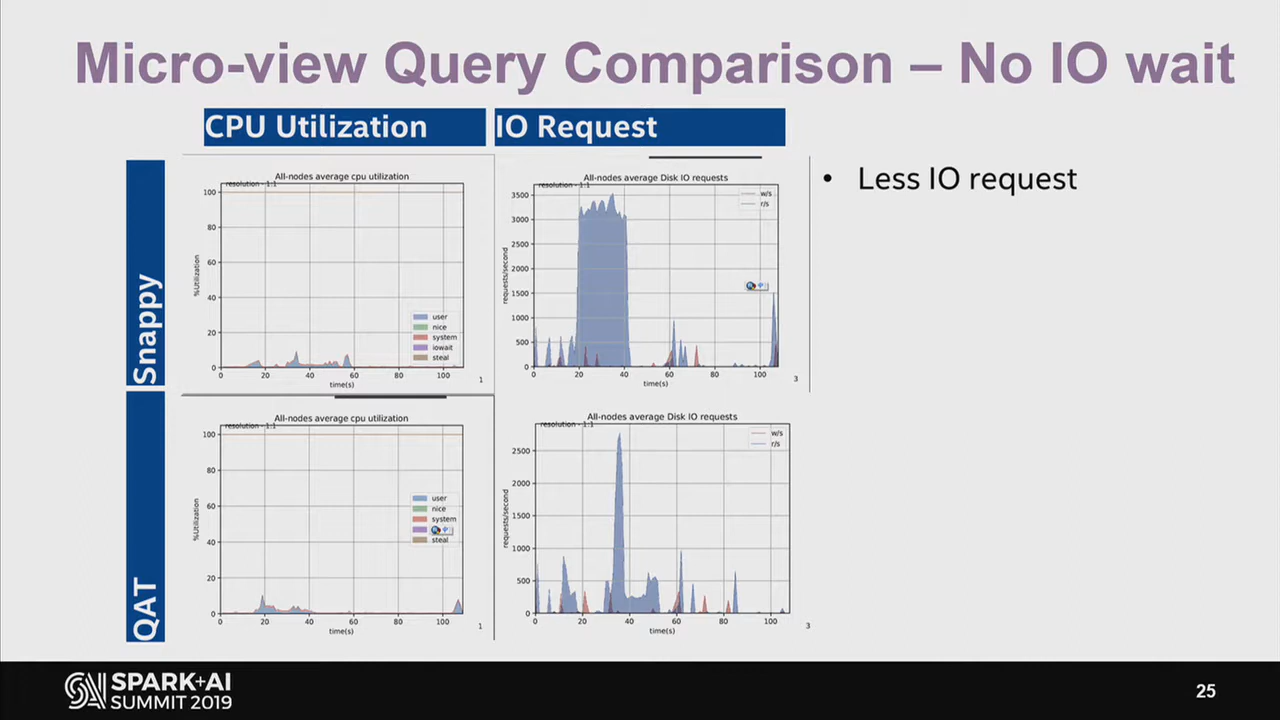 Micro-view Query Comparison – No IO wait
CPU Utilization
IO Request
Snappy
All-nodes average cpu utilization
resolution - 1:1
100
80
60
40
20
0
%Utilization
user
nice
system
iowait
steal
0 20 40 60 80 100
time(s)
1
All-nodes average Disk IO requests
resolution - 1:1
3500
3000
2500
2000
1500
1000
500
0
requests/second
w/s
r/s
0 20 40 60 80 100
time(s)
3
• Less IO request
QAT
All-nodes average cpu utilization
resolution - 1:1
100
80
60
40
20
0
%Utilization
user
nice
system
steal
0 20 40 60 80 100
time(s)
1
All-nodes average Disk IO requests
resolution - 1:1
2500
2000
1500
1000
500
0
requests/second
w/s
r/s
0 20 40 60 80 100
time(s)
3
SPARK+AI
SUMMIT 2019
25